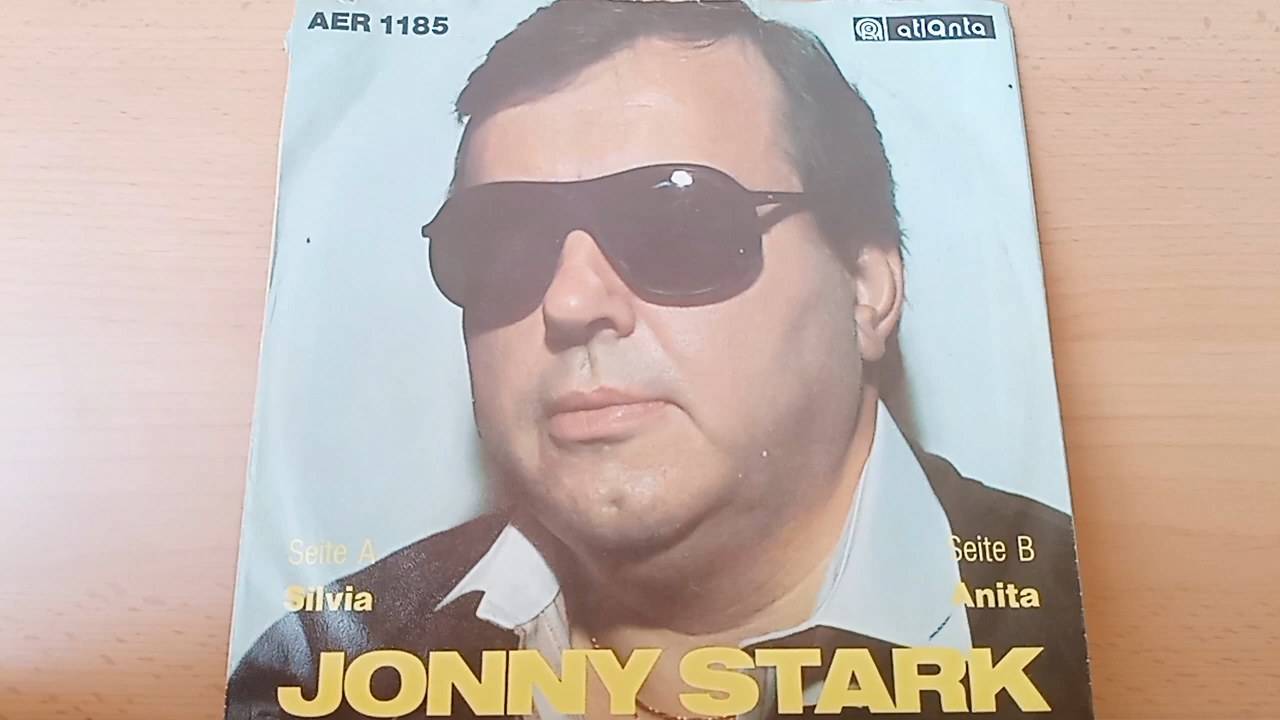 AER 1185
atlanta
Seite A
Silvia
Seite B
Anita
JONNY STARK